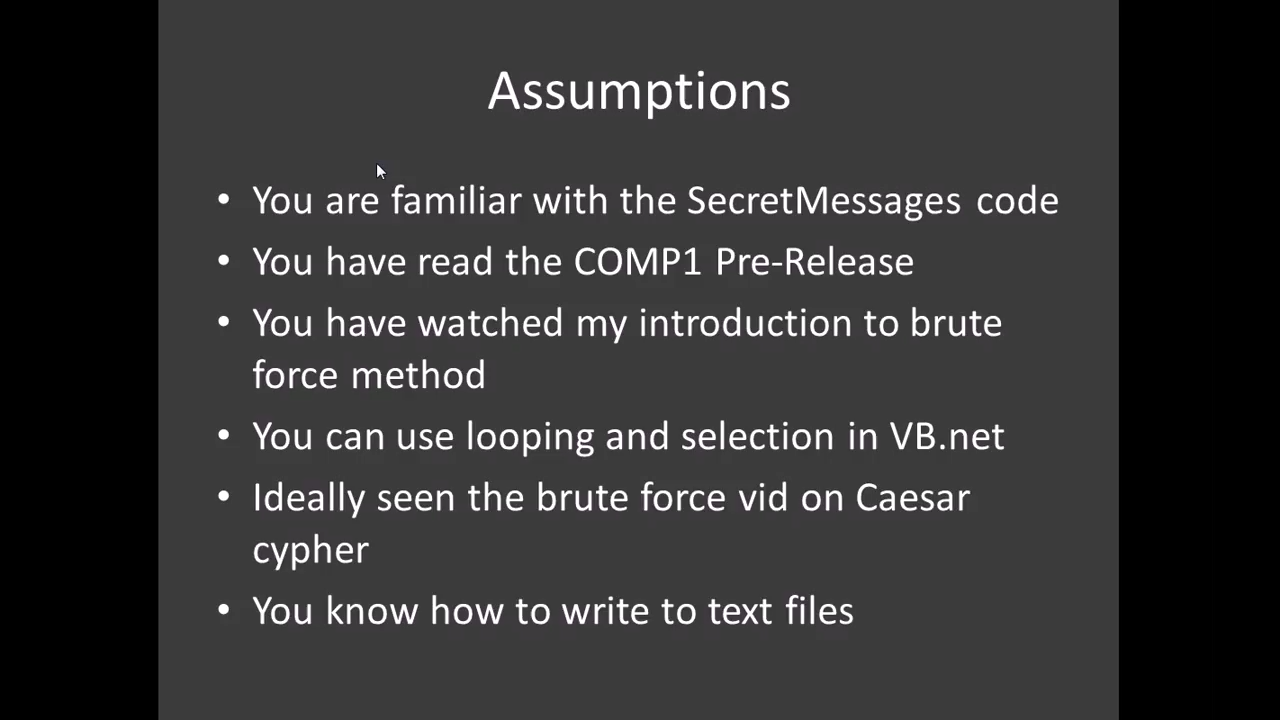 Assumptions
• You are familiar with the SecretMessages code
• You have read the COMP1 Pre-Release
• You have watched my introduction to brute
force method
• You can use looping and selection in VB.net
• Ideally seen the brute force vid on Caesar
cypher
• You know how to write to text files